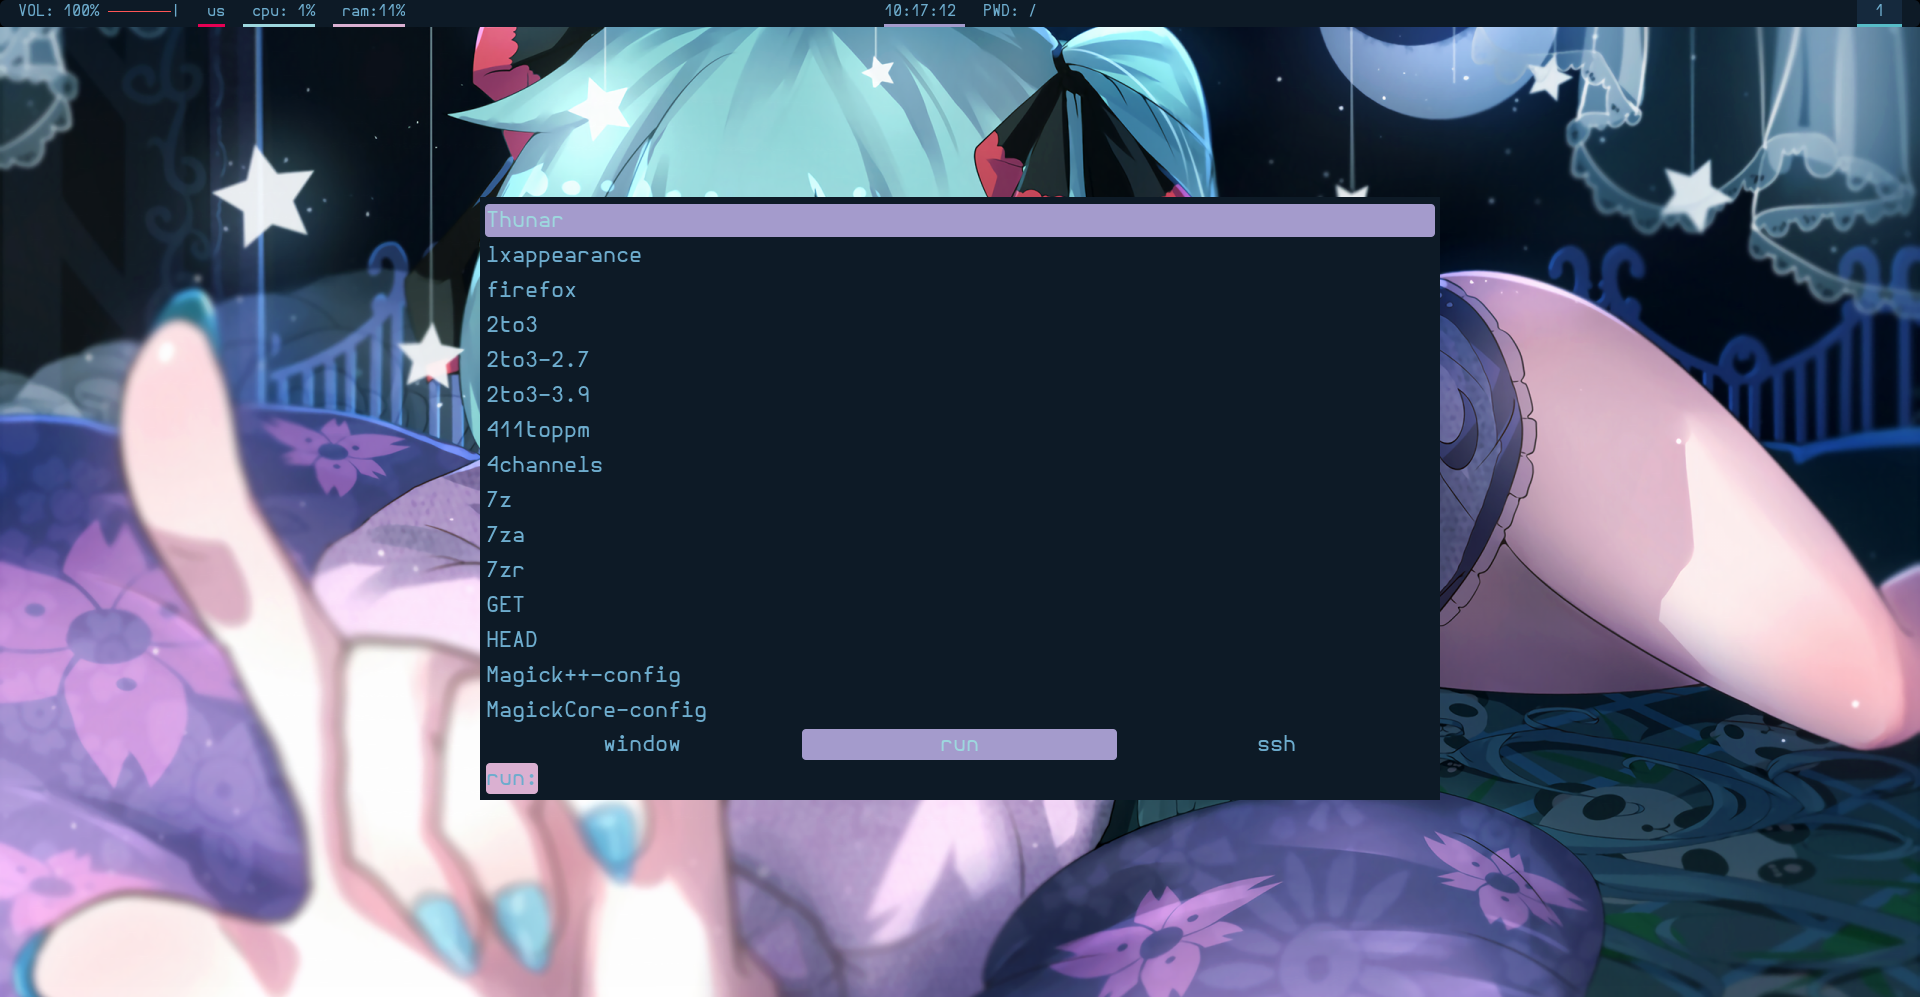 VOL: 100% us cpu: 1% ram:11% 10:17:12 PWD: / 1
Thunar
lxappearance
firefox
2to3
2to3-2.7
2to3-3.9
411toppm
4channels
7z
7za
7zr
GET
HEAD
Magick++-config
MagickCore-config
window run ssh
run: